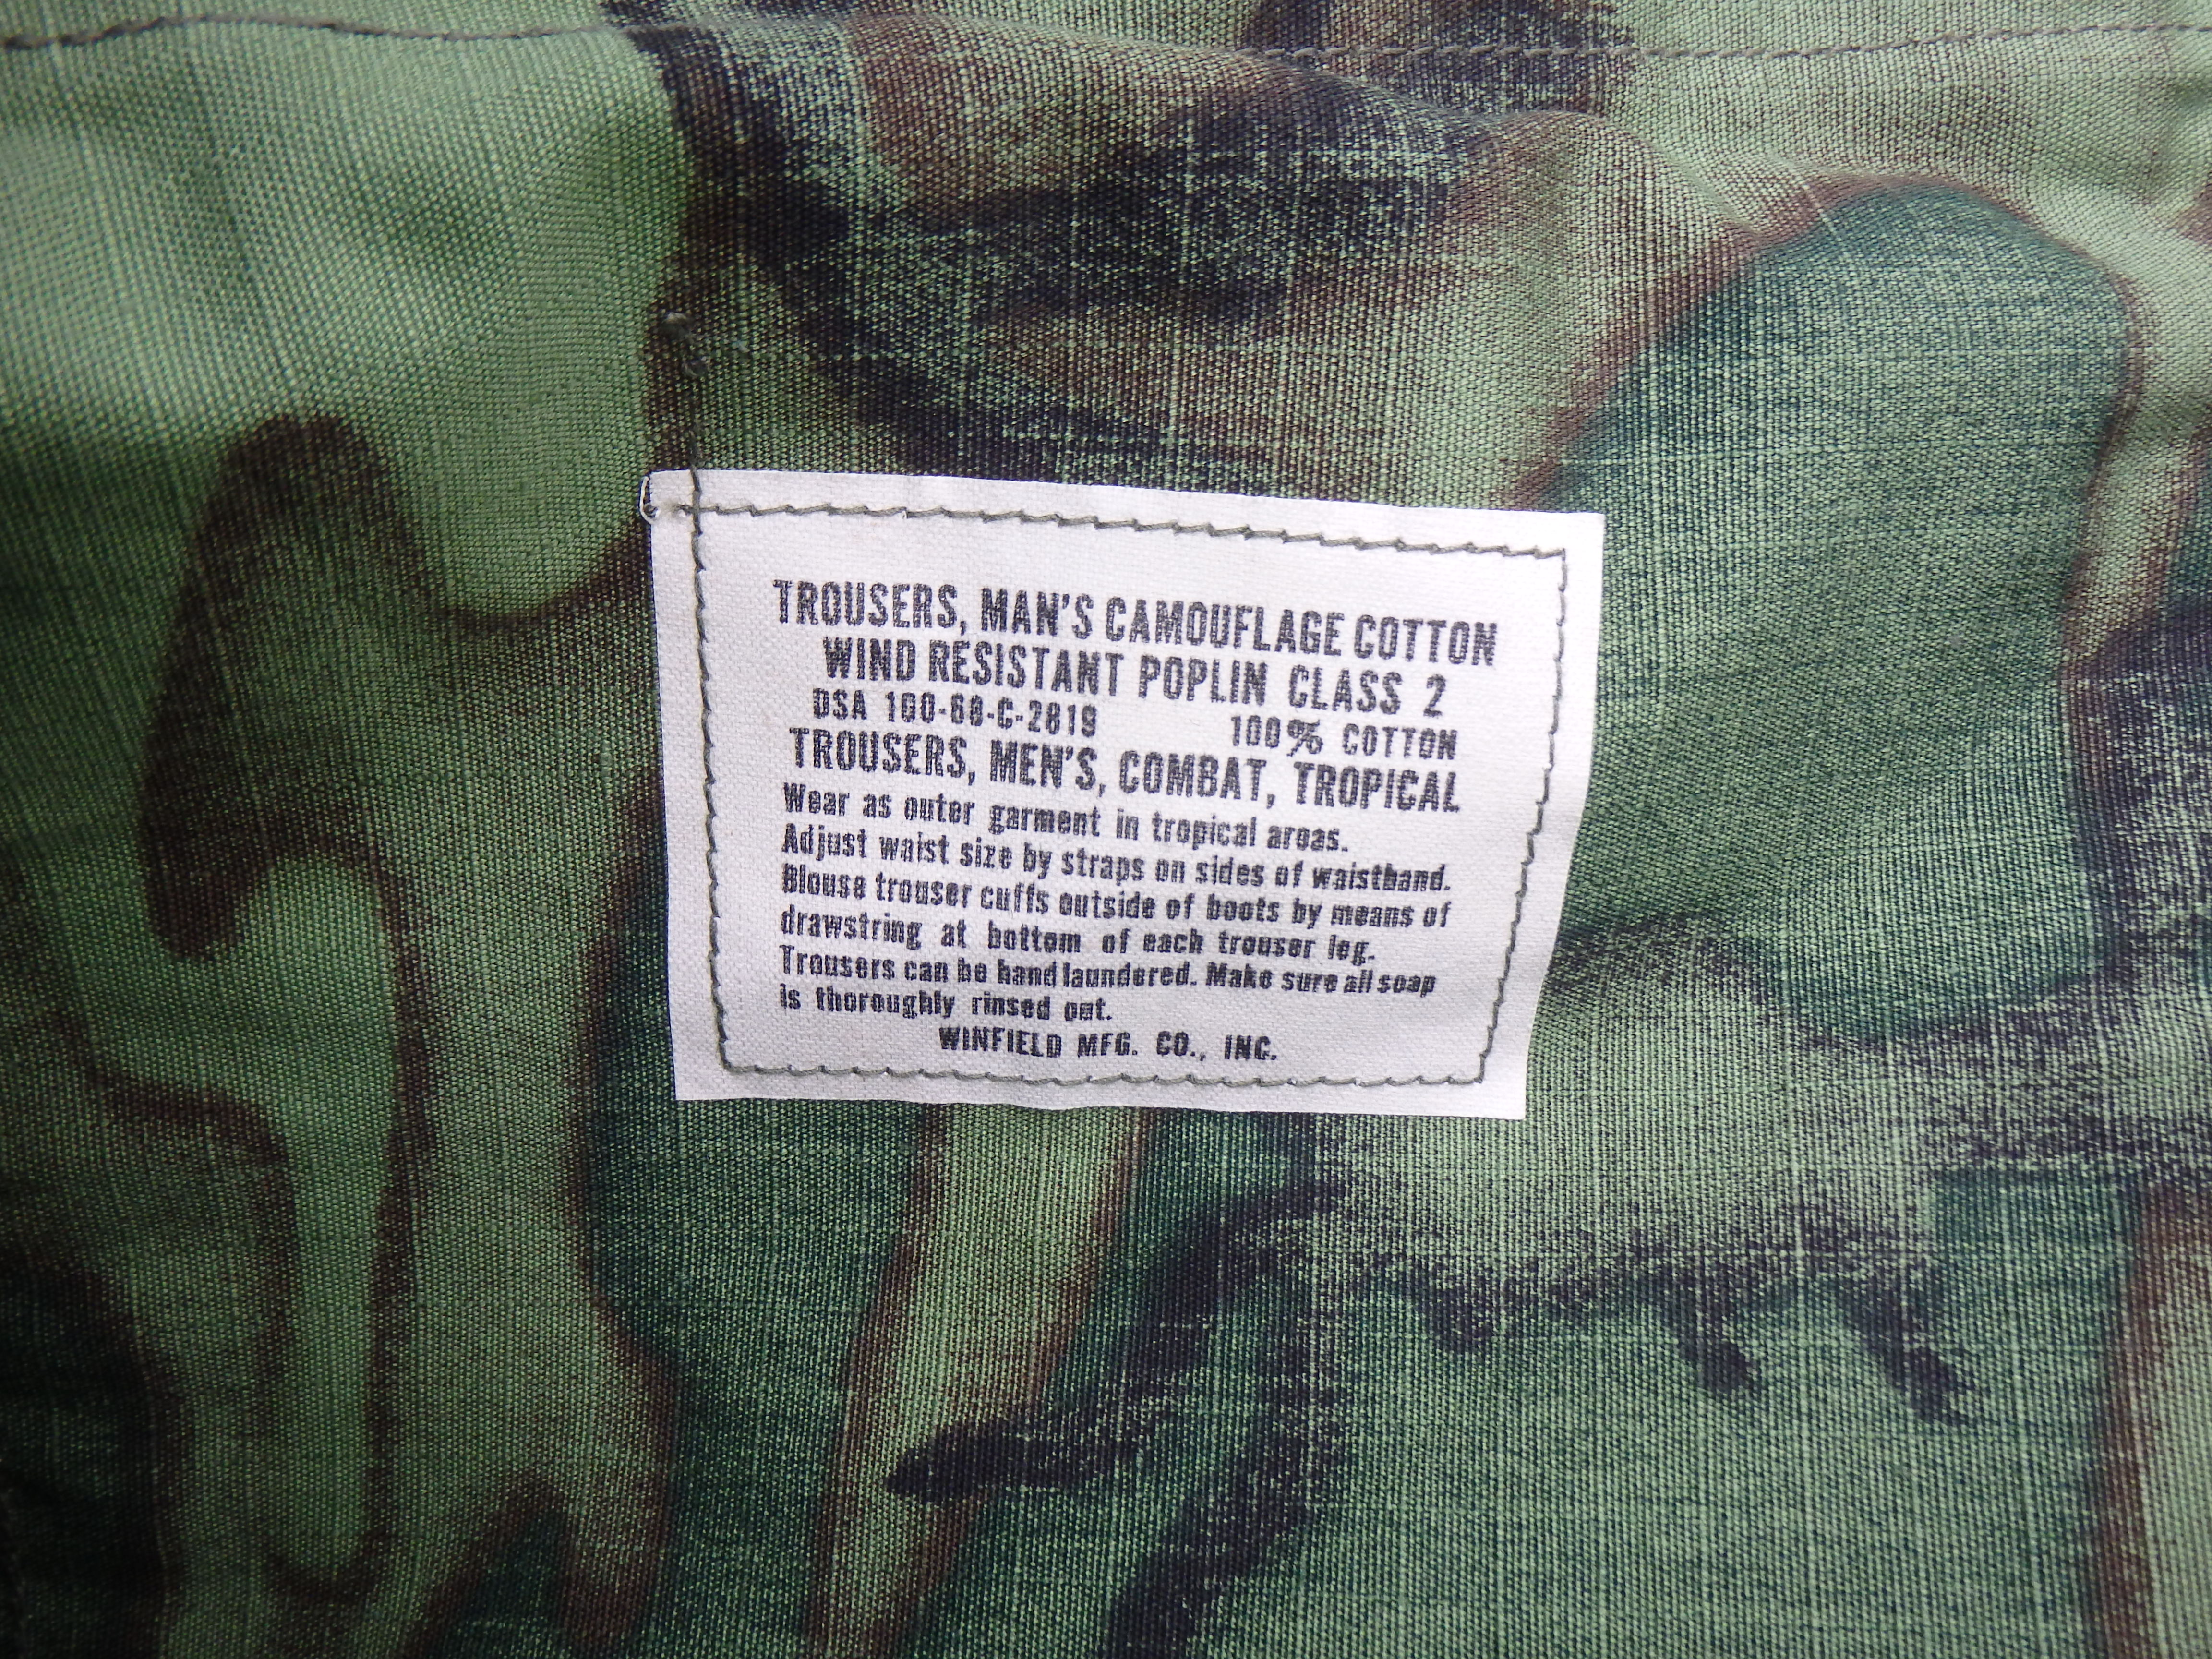 TROUSERS, MAN'S CAMOUFLAGE COTTON
WIND RESISTANT POPLIN CLASS 2
DSA 100-68-C-2819 100% COTTON
TROUSERS, MEN'S, COMBAT, TROPICAL
Wear as outer garment in tropical areas.
Adjust waist size by straps on sides of waistband.
Blouse trouser cuffs outside of boots by means of
drawstring at bottom of each trouser leg.
Trousers can be hand laundered. Make sure all soap
is thoroughly rinsed out.
WINFIELD MFG. CO., INC.